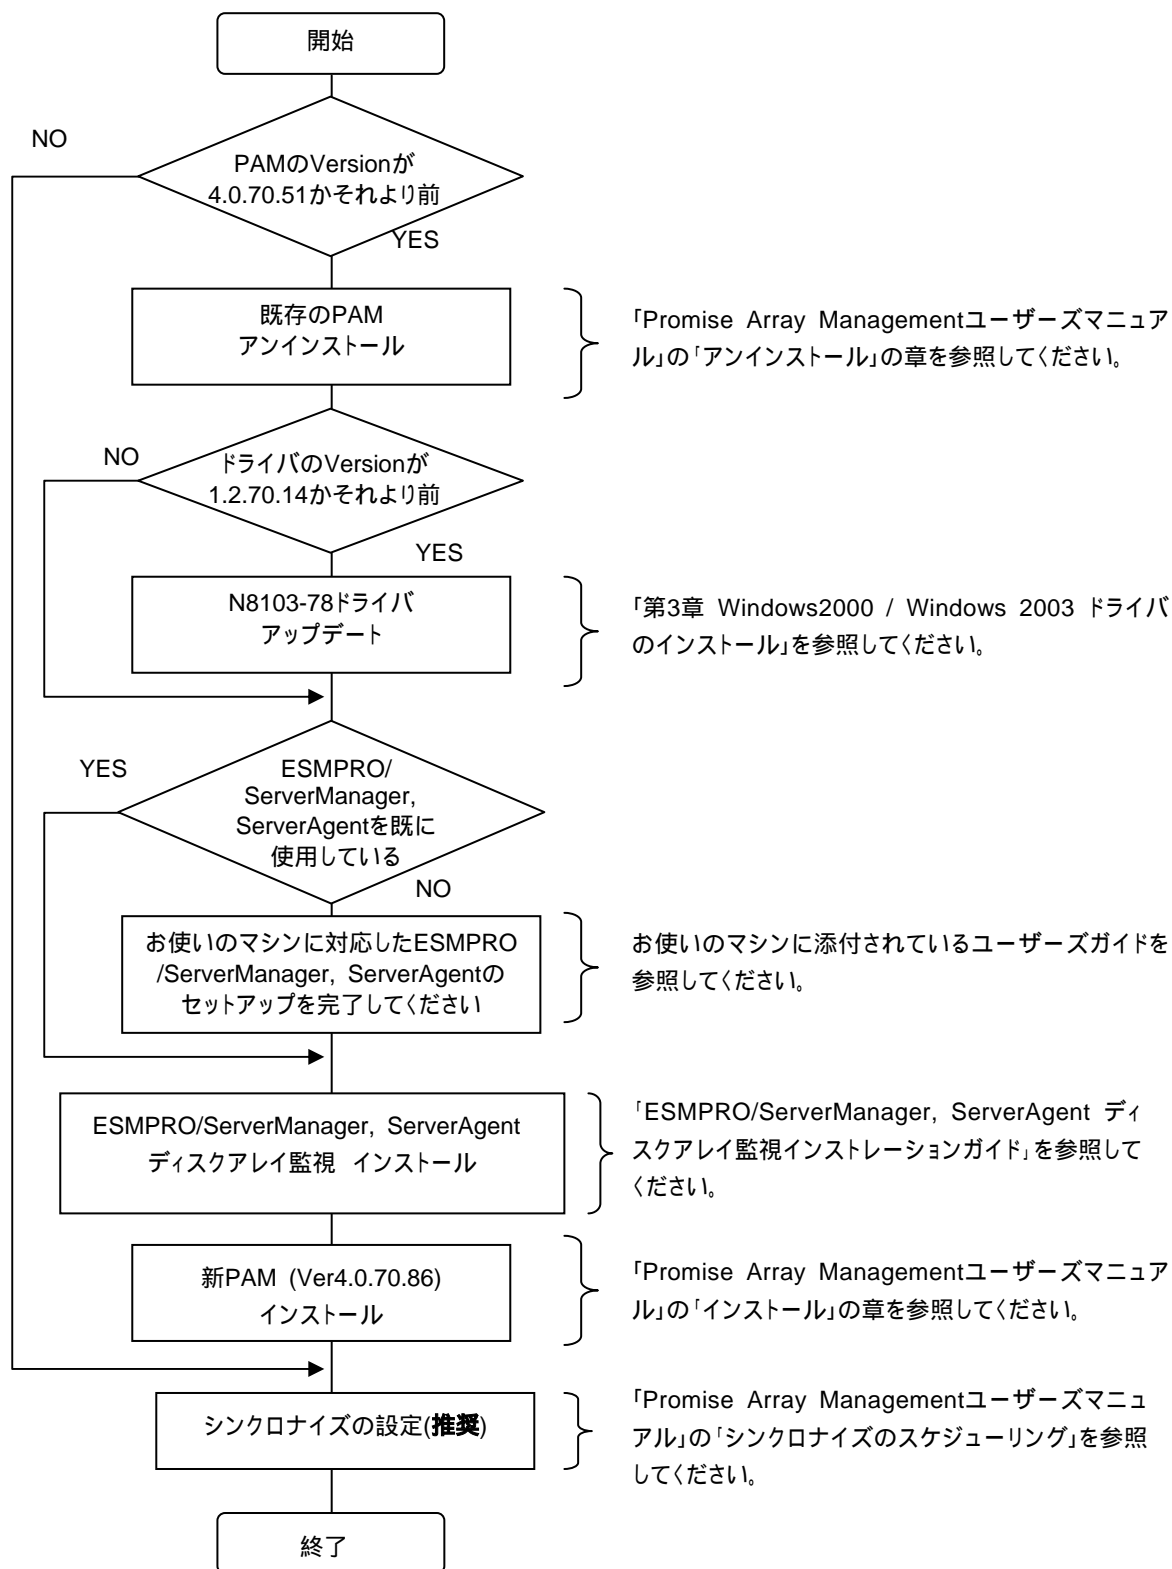 開始
NO
PAMのVersionが
4.0.70.51かそれより前
YES
既存のPAM
アンインストール
「Promise Array Managementユーザーズマニュア
ル」の「アンインストール」の章を参照してください。
NO
ドライバのVersionが
1.2.70.14かそれより前
YES
N8103-78ドライバ
アップデート
「第3章 Windows2000 / Windows 2003 ドライバ
のインストール」を参照してください。
YES
ESMPRO/
ServerManager,
ServerAgentを既に
使用している
NO
お使いのマシンに対応したESMPRO
/ServerManager, ServerAgentの
セットアップを完了してください
お使いのマシンに添付されているユーザーズガイドを
参照してください。
ESMPRO/ServerManager, ServerAgent
ディスクアレイ監視 インストール
「ESMPRO/ServerManager, ServerAgent ディ
スクアレイ監視インストレーションガイド」を参照して
ください。
新PAM (Ver4.0.70.86)
インストール
「Promise Array Managementユーザーズマニュア
ル」の「インストール」の章を参照してください。
シンクロナイズの設定(推奨)
「Promise Array Managementユーザーズマニュ
アル」の「シンクロナイズのスケジューリング」を参照
してください。
終了